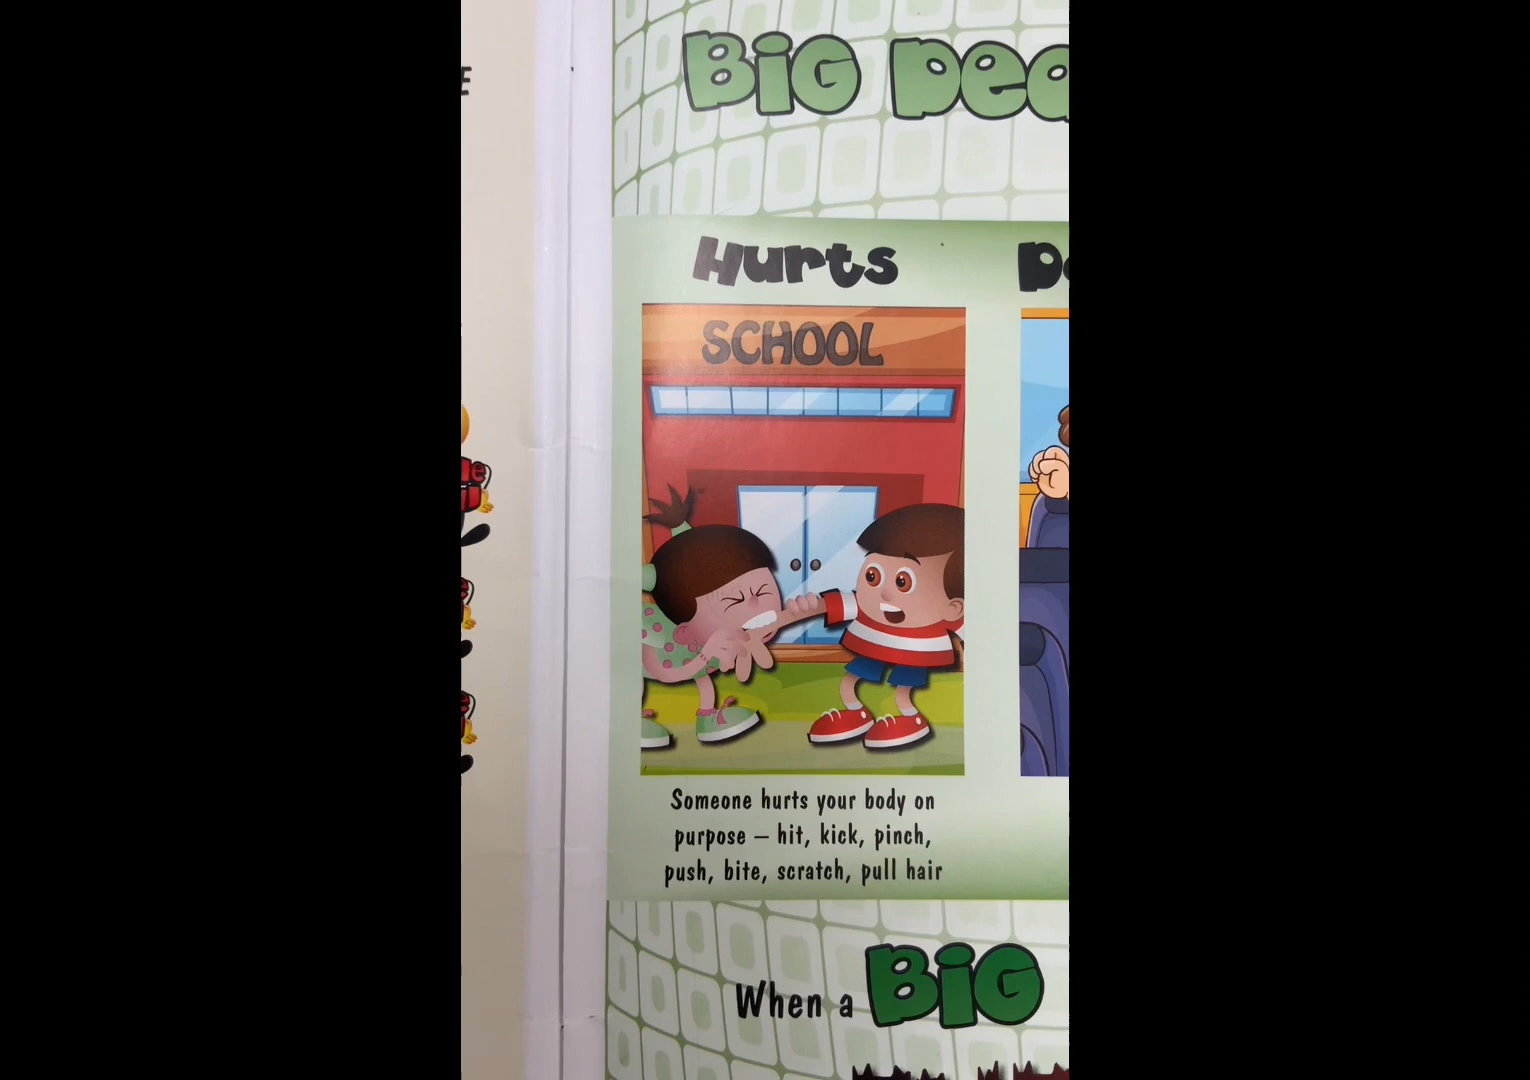 BiG
Hurts
SCHOOL
Someone hurts your body on
purpose – hit, kick, pinch,
push, bite, scratch, pull hair
When a BiG